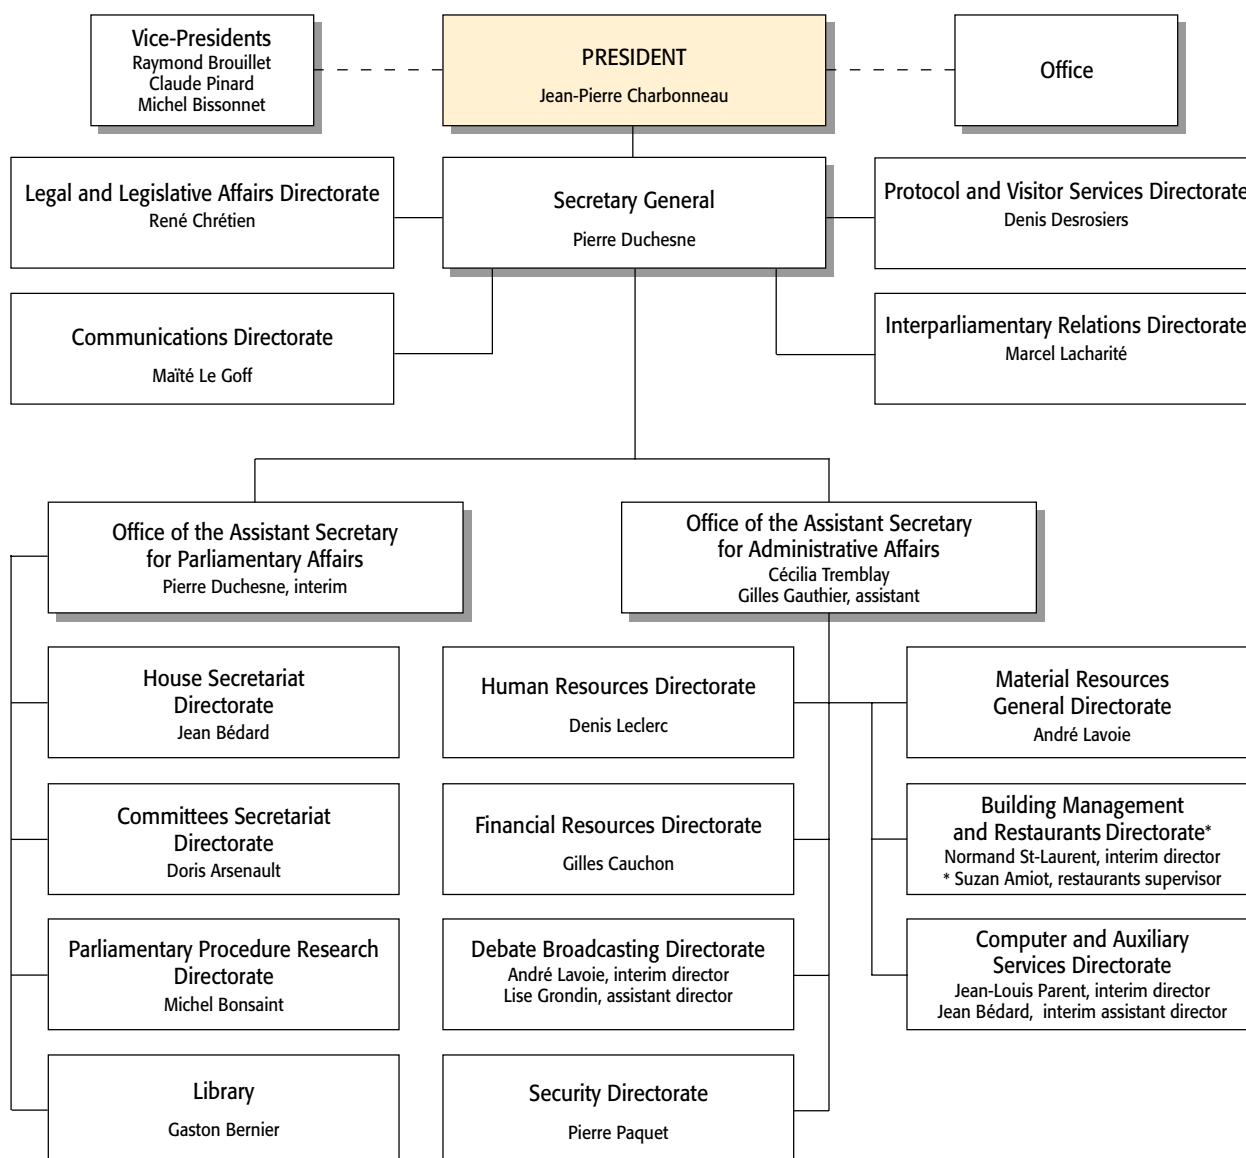 Vice-Presidents
Raymond Brouillet
Claude Pinard
Michel Bissonnet
PRESIDENT
Jean-Pierre Charbonneau
Office
Legal and Legislative Affairs Directorate
René Chrétien
Secretary General
Pierre Duchesne
Protocol and Visitor Services Directorate
Denis Desrosiers
Communications Directorate
Maïté Le Goff
Interparliamentary Relations Directorate
Marcel Lacharité
Office of the Assistant Secretary
for Parliamentary Affairs
Pierre Duchesne, interim
Office of the Assistant Secretary
for Administrative Affairs
Cécilia Tremblay
Gilles Gauthier, assistant
House Secretariat
Directorate
Jean Bédard
Human Resources Directorate
Denis Leclerc
Material Resources
General Directorate
André Lavoie
Committees Secretariat
Directorate
Doris Arsenault
Financial Resources Directorate
Gilles Cauchon
Building Management
and Restaurants Directorate*
Normand St-Laurent, interim director
* Suzan Amiot, restaurants supervisor
Parliamentary Procedure Research
Directorate
Michel Bonsaint
Debate Broadcasting Directorate
André Lavoie, interim director
Lise Grondin, assistant director
Computer and Auxiliary
Services Directorate
Jean-Louis Parent, interim director
Jean Bédard, interim assistant director
Library
Gaston Bernier
Security Directorate
Pierre Paquet